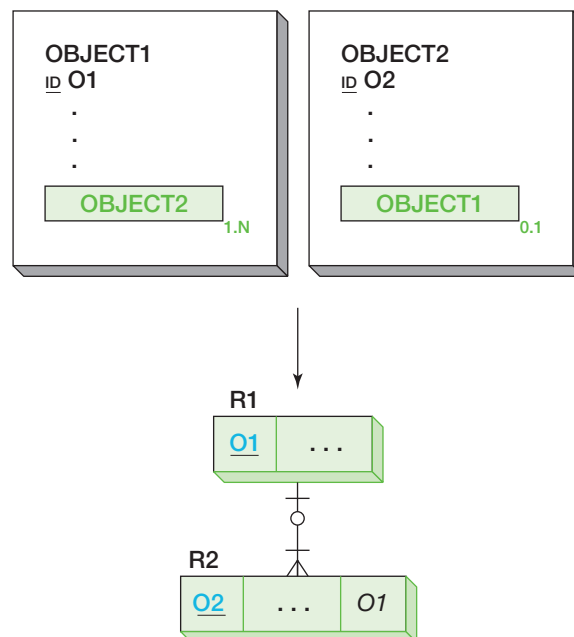 OBJECT1
ID O1
.
.
.
OBJECT2
1.N
OBJECT2
ID O2
.
.
.
OBJECT1
0.1
R1
O1 ...
R2
O2 ... O1